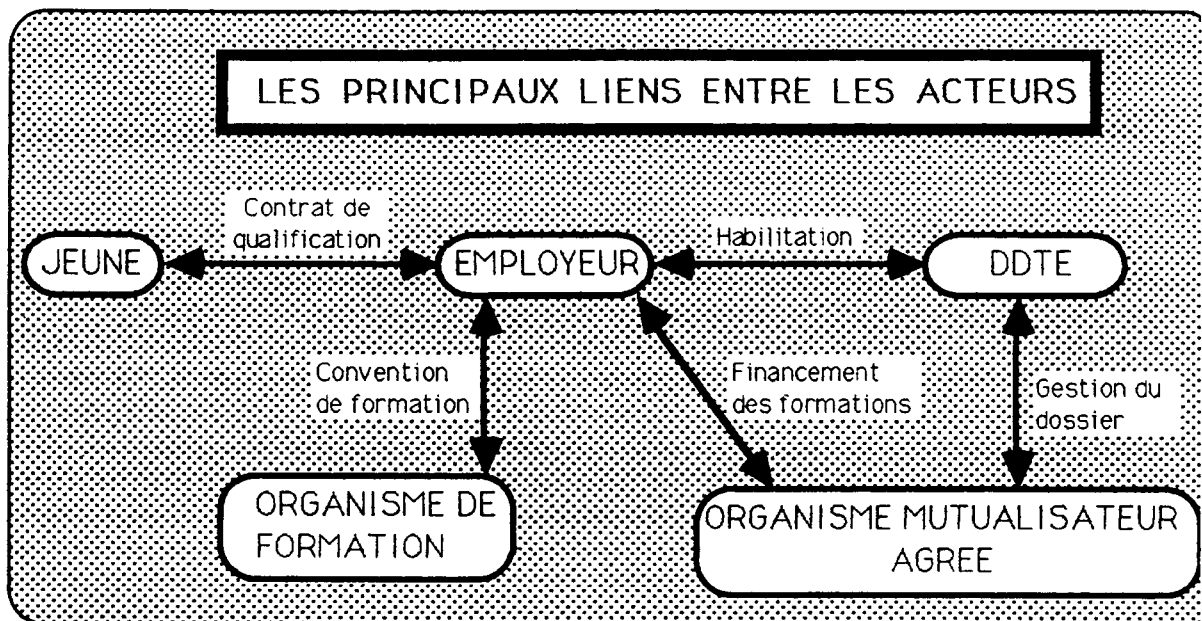 LES PRINCIPAUX LIENS ENTRE LES ACTEURS
Contrat de
qualification
Habilitation
JEUNE
EMPLOYEUR
DDTE
Convention
de formation
Financement
des formations
Gestion du
dossier
ORGANISME DE
FORMATION
ORGANISME MUTUALISATEUR
AGREE